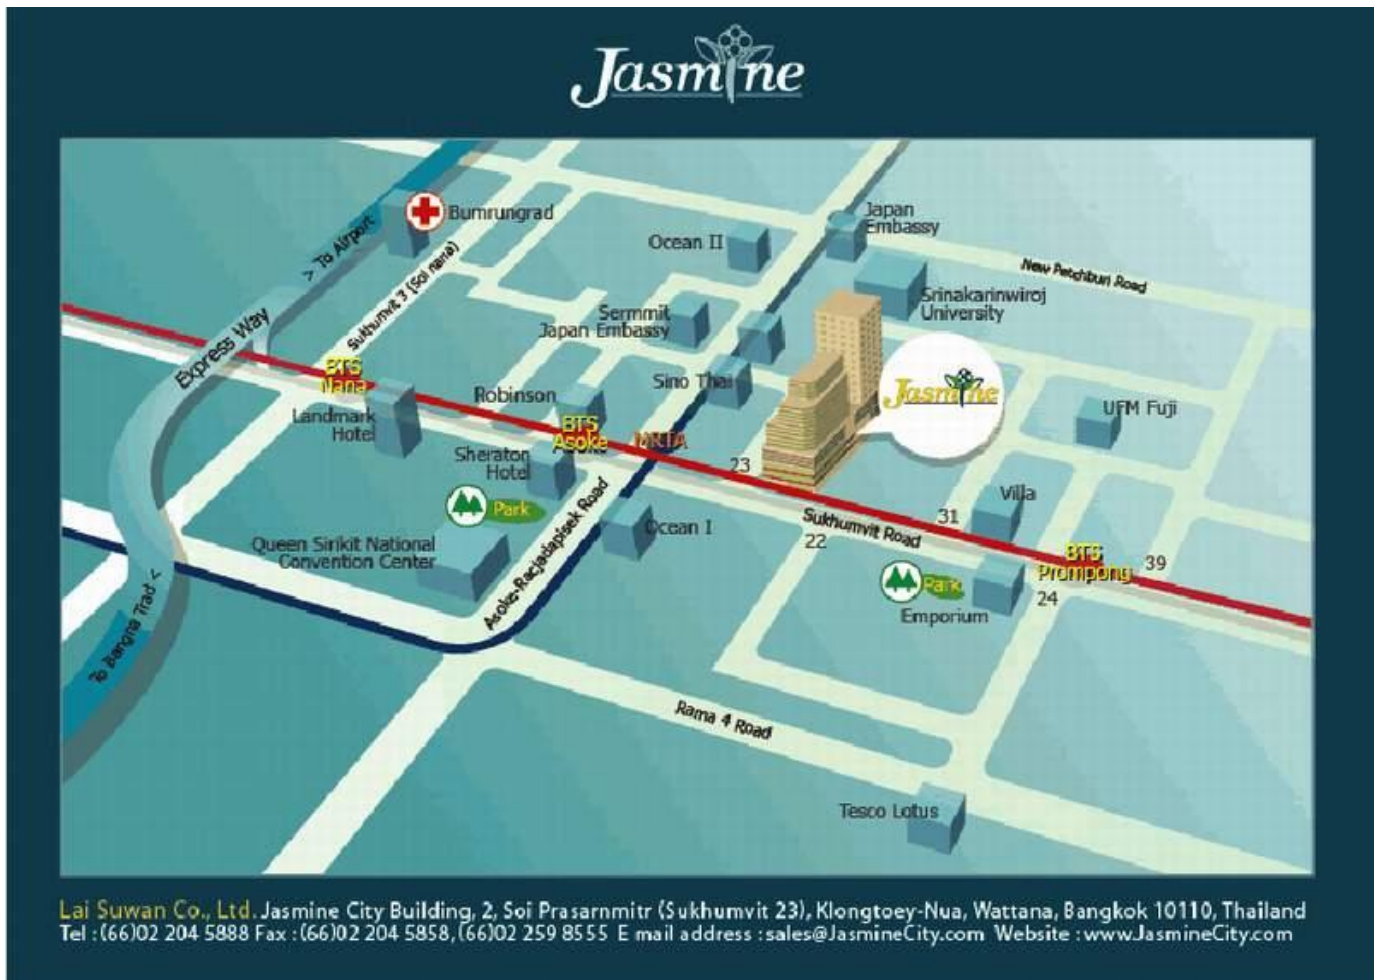 Jasmine
Bumrungrad
> To Airport
Sukhumvit 3 (Soi nana)
Express Way
Ocean II
Japan
Embassy
New Petchburi Road
Srinakarinwiroj
University
Sermmit
Japan Embassy
BTS
Nana
Landmark
Hotel
Robinson
Sino Thai
Jasmine
UFM Fuji
BTS
Asoke
MRTA
Sheraton
Hotel
23
Park
Villa
31
Sukhumvit Road
22
Ocean I
Asoke-Racjadapisek Road
Queen Sirikit National
Convention Center
BTS
Prompong
39
24
Park
Emporium
To Bangna Trad <
Rama 4 Road
Tesco Lotus
Lai Suwan Co., Ltd. Jasmine City Building, 2, Soi Prasarnmitr (Sukhumvit 23), Klongtoey-Nua, Wattana, Bangkok 10110, Thailand
Tel : (66)02 204 5888 Fax : (66)02 204 5858, (66)02 259 8555 E mail address : sales@JasmineCity.com Website : www.JasmineCity.com